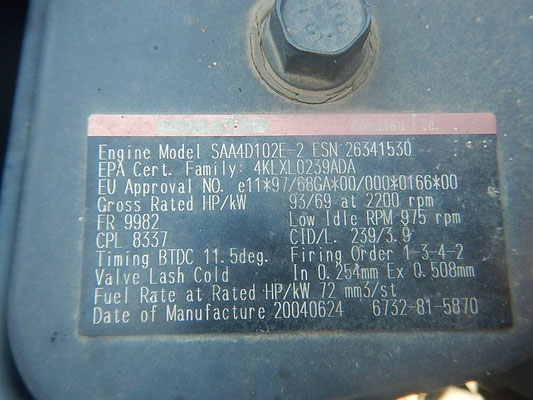 Komatsu Ltd.
Engine Model SAA4D102E-2 ESN 26341530
EPA Cert. Family: 4KLXL0239ADA
EU Approval NO. e11*97/68GA*00/000*0166*00
Gross Rated HP/kW 93/69 at 2200 rpm
FR 9982 Low Idle RPM 975 rpm
CPL 8337 CID/L. 239/3.9
Timing BTDC 11.5deg. Firing Order 1-3-4-2
Valve Lash Cold In 0.254mm Ex 0.508mm
Fuel Rate at Rated HP/kW 72 mm3/st
Date of Manufacture 20040624 6732-81-5870